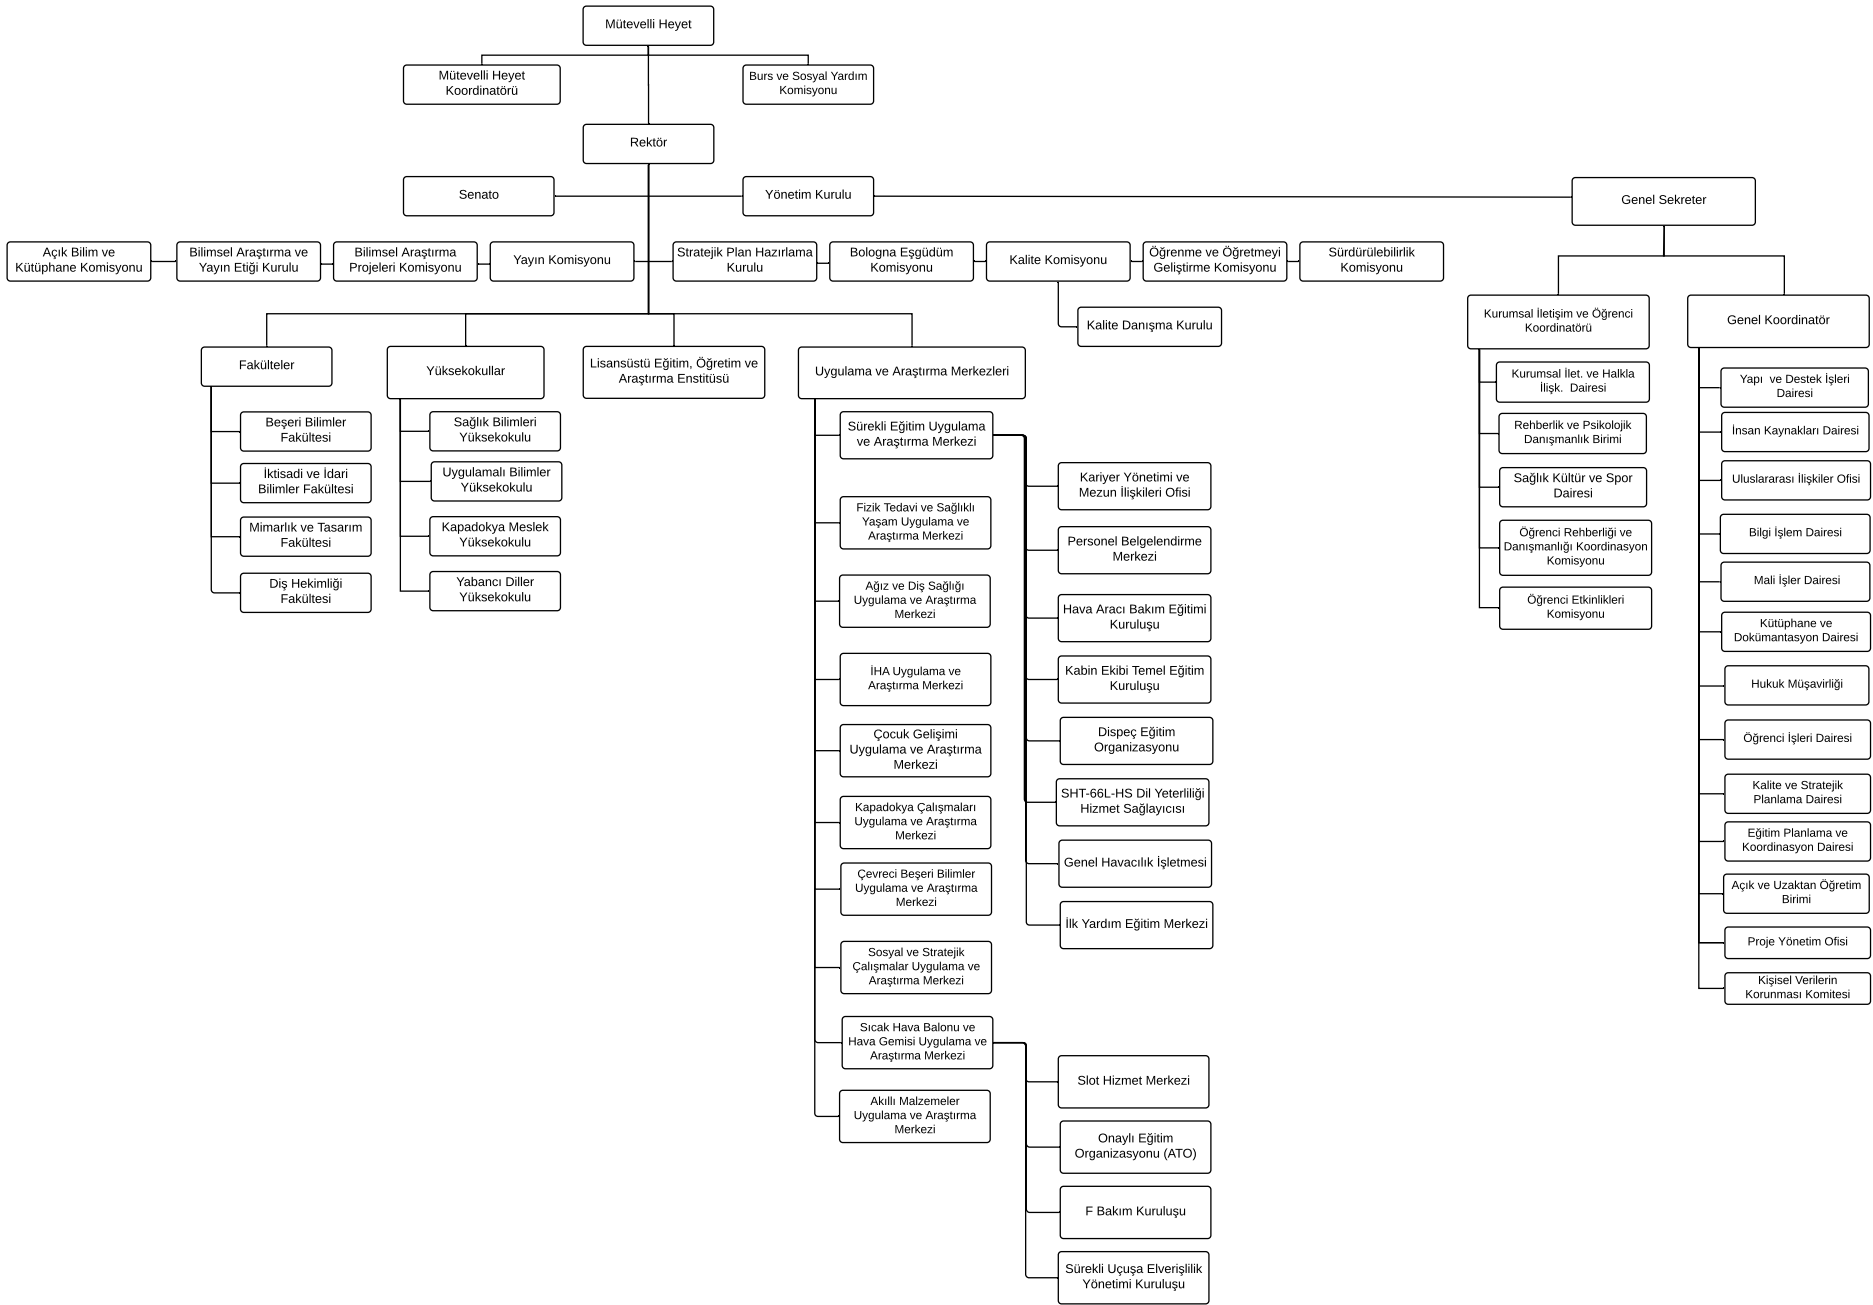 Mütevelli Heyet
Mütevelli Heyet
Koordinatörü
Burs ve Sosyal Yardım
Komisyonu
Rektör
Senato
Yönetim Kurulu
Genel Sekreter
Açık Bilim ve
Kütüphane Komisyonu
Bilimsel Araştırma ve
Yayın Etiği Kurulu
Bilimsel Araştırma
Projeleri Komisyonu
Yayın Komisyonu
Stratejik Plan Hazırlama
Kurulu
Bologna Eşgüdüm
Komisyonu
Kalite Komisyonu
Öğrenme ve Öğretmeyi
Geliştirme Komisyonu
Sürdürülebilirlik
Komisyonu
Kalite Danışma Kurulu
Fakülteler
Beşeri Bilimler
Fakültesi
İktisadi ve İdari
Bilimler Fakültesi
Mimarlık ve Tasarım
Fakültesi
Diş Hekimliği
Fakültesi
Yüksekokullar
Sağlık Bilimleri
Yüksekokulu
Uygulamalı Bilimler
Yüksekokulu
Kapadokya Meslek
Yüksekokulu
Yabancı Diller
Yüksekokulu
Lisansüstü Eğitim, Öğretim ve
Araştırma Enstitüsü
Uygulama ve Araştırma Merkezleri
Sürekli Eğitim Uygulama
ve Araştırma Merkezi
Fizik Tedavi ve Sağlıklı
Yaşam Uygulama ve
Araştırma Merkezi
Ağız ve Diş Sağlığı
Uygulama ve Araştırma
Merkezi
İHA Uygulama ve
Araştırma Merkezi
Çocuk Gelişimi
Uygulama ve Araştırma
Merkezi
Kapadokya Çalışmaları
Uygulama ve Araştırma
Merkezi
Çevreci Beşeri Bilimler
Uygulama ve Araştırma
Merkezi
Sosyal ve Stratejik
Çalışmalar Uygulama ve
Araştırma Merkezi
Sıcak Hava Balonu ve
Hava Gemisi Uygulama ve
Araştırma Merkezi
Akıllı Malzemeler
Uygulama ve Araştırma
Merkezi
Kariyer Yönetimi ve
Mezun İlişkileri Ofisi
Personel Belgelendirme
Merkezi
Hava Aracı Bakım Eğitimi
Kuruluşu
Kabin Ekibi Temel Eğitim
Kuruluşu
Dispeç Eğitim
Organizasyonu
SHT-66L-HS Dil Yeterliliği
Hizmet Sağlayıcısı
Genel Havacılık İşletmesi
İlk Yardım Eğitim Merkezi
Slot Hizmet Merkezi
Onaylı Eğitim
Organizasyonu (ATO)
F Bakım Kuruluşu
Sürekli Uçuşa Elverişlilik
Yönetimi Kuruluşu
Kurumsal İletişim ve Öğrenci
Koordinatörü
Kurumsal İlet. ve Halkla
İlişk.  Dairesi
Rehberlik ve Psikolojik
Danışmanlık Birimi
Sağlık Kültür ve Spor
Dairesi
Öğrenci Rehberliği ve
Danışmanlığı Koordinasyon
Komisyonu
Öğrenci Etkinlikleri
Komisyonu
Genel Koordinatör
Yapı  ve Destek İşleri
Dairesi
İnsan Kaynakları Dairesi
Uluslararası İlişkiler Ofisi
Bilgi İşlem Dairesi
Mali İşler Dairesi
Kütüphane ve
Dokümantasyon Dairesi
Hukuk Müşavirliği
Öğrenci İşleri Dairesi
Kalite ve Stratejik
Planlama Dairesi
Eğitim Planlama ve
Koordinasyon Dairesi
Açık ve Uzaktan Öğretim
Birimi
Proje Yönetim Ofisi
Kişisel Verilerin
Korunması Komitesi